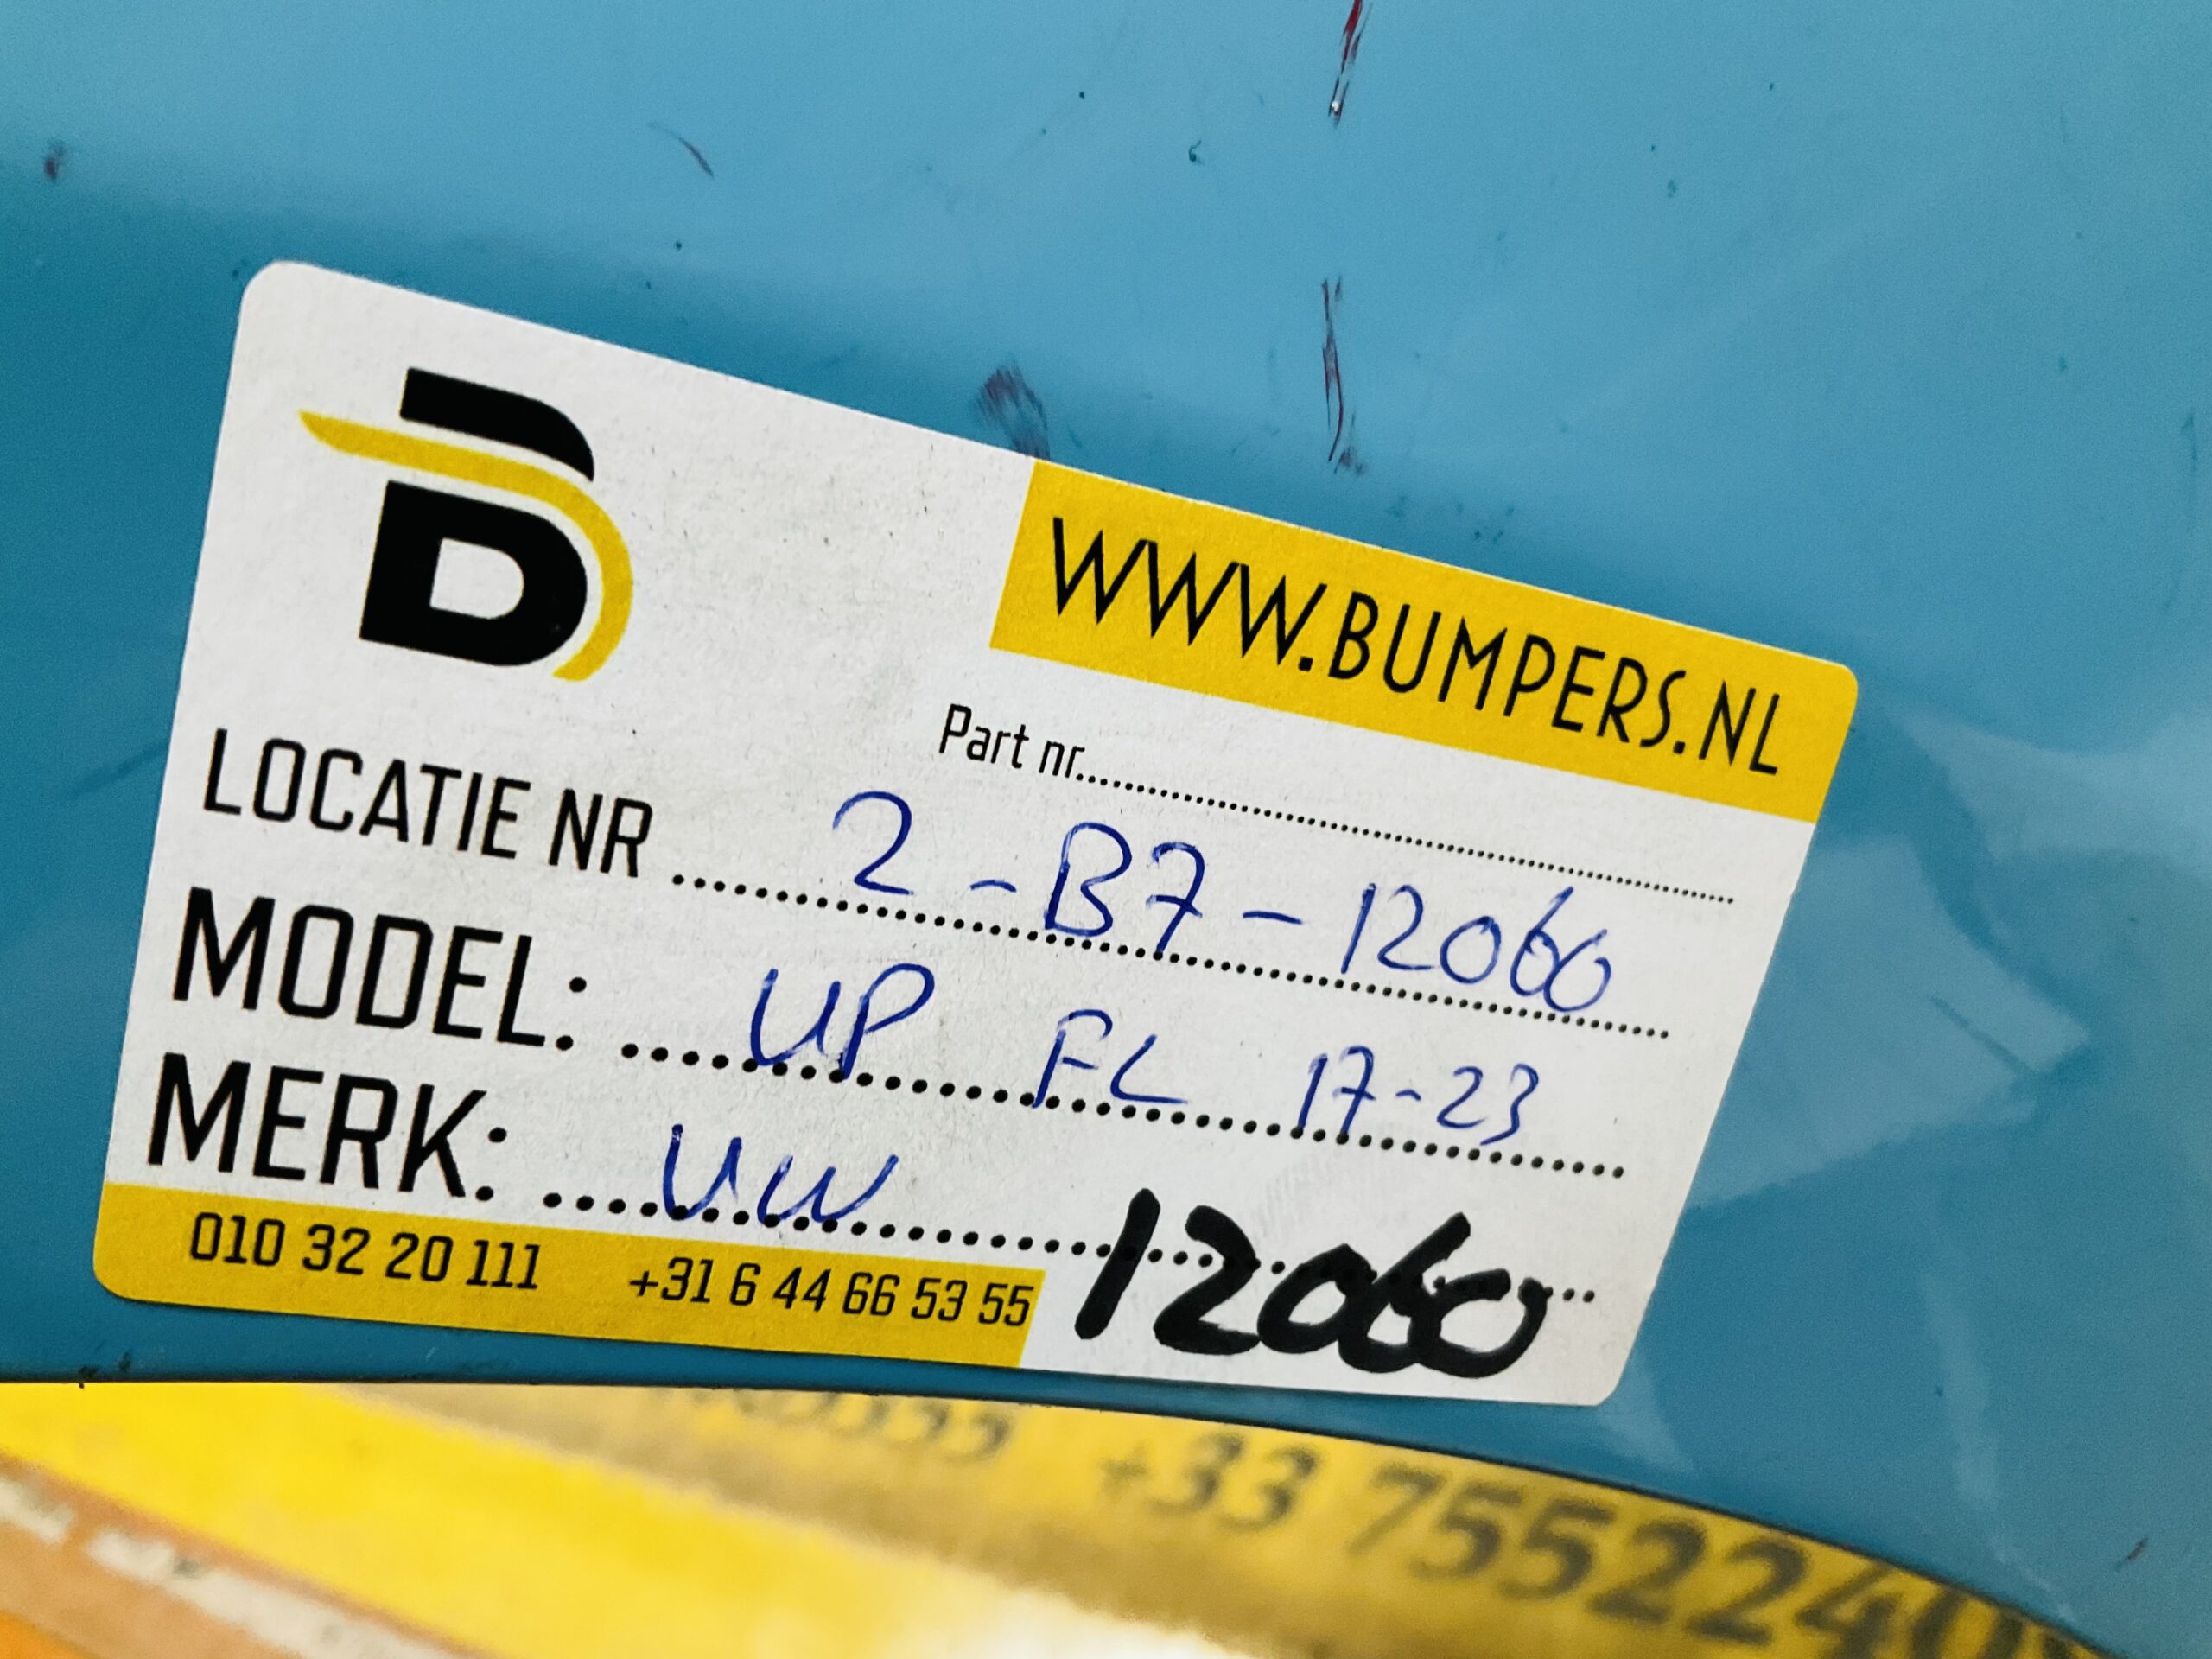 B
WWW.BUMPERS.NL
Part nr.
LOCATIE NR 2-B7-12060
MODEL: UP FL 17-23
MERK: VW
12060
010 32 20 111 +31 6 44 66 53 55
+33 7552240